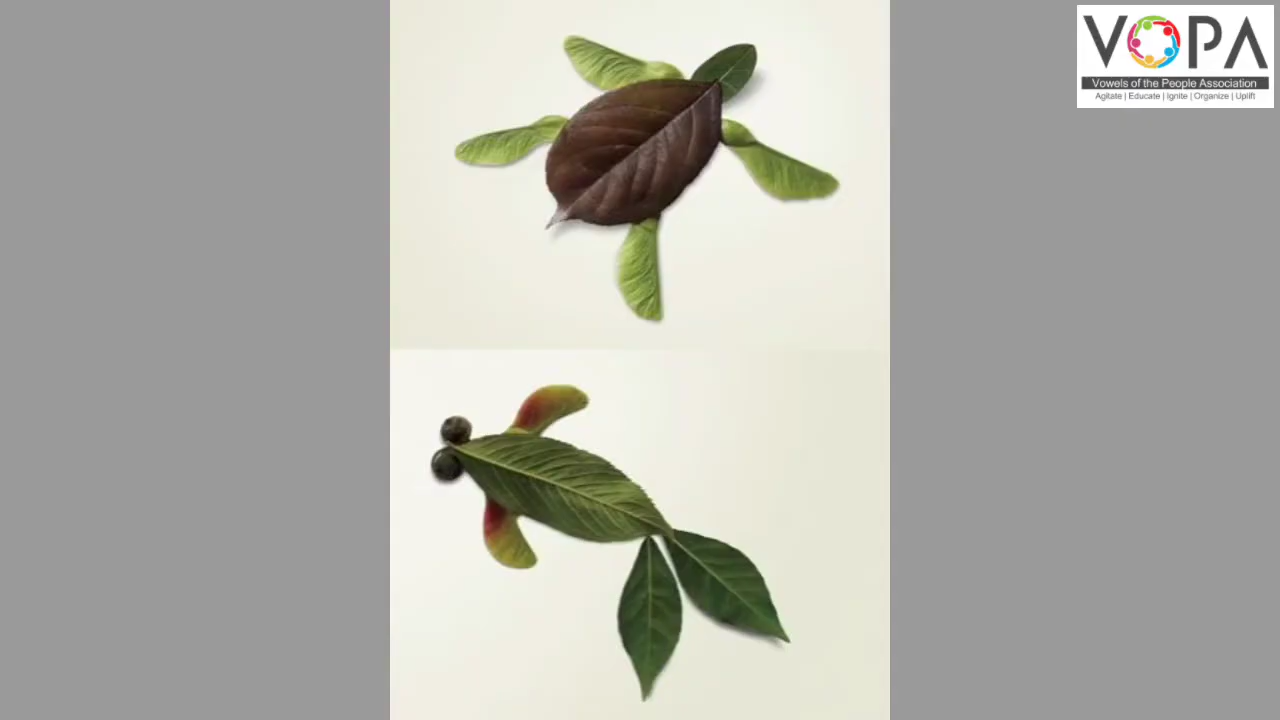 VOPA
Vowels of the People Association
Agitate | Educate | Ignite | Organize | Uplift